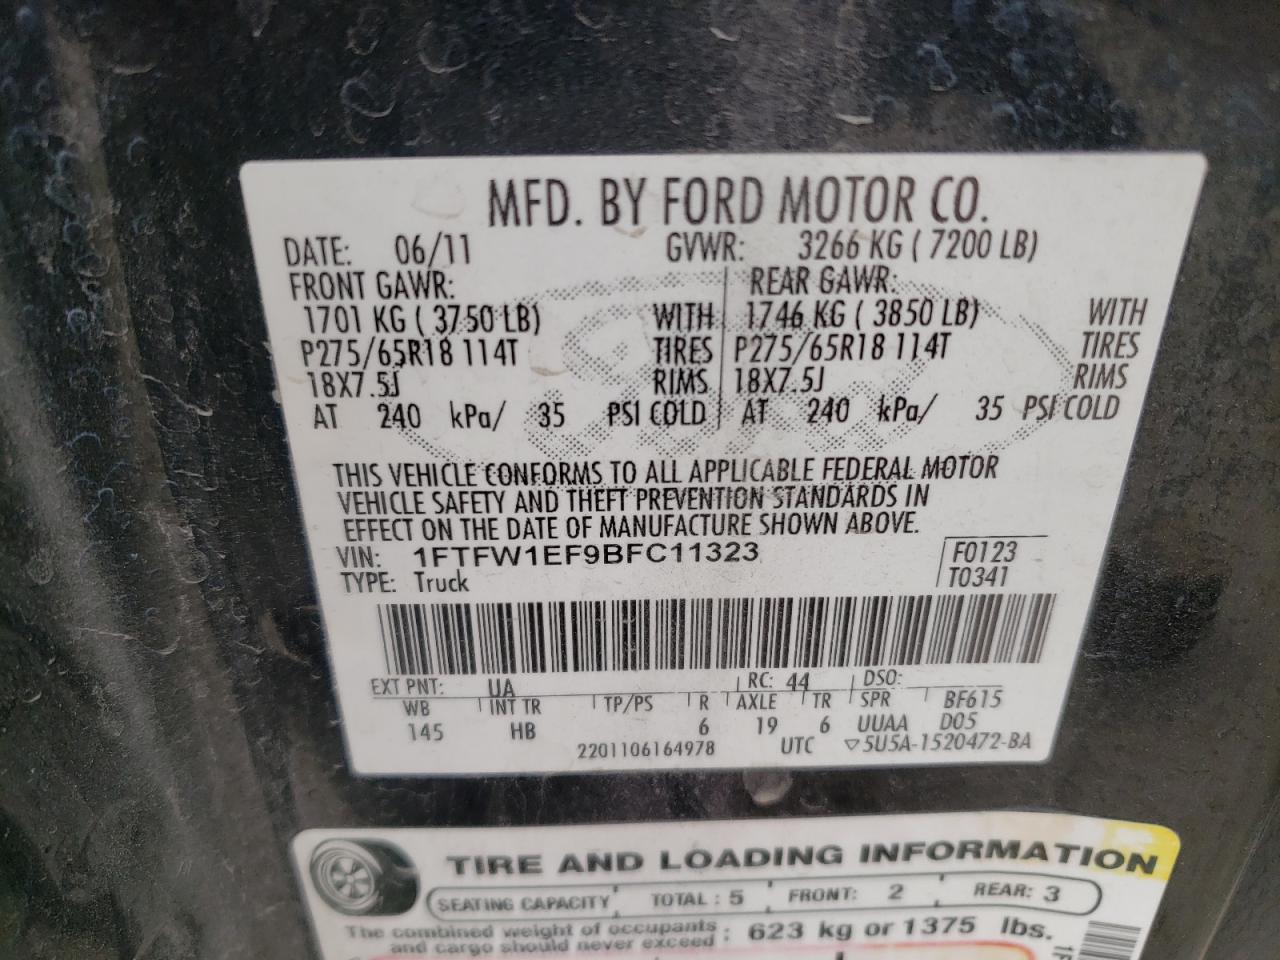 MFD. BY FORD MOTOR CO.
DATE: 06/11 GVWR: 3266 KG ( 7200 LB)
FRONT GAWR: REAR GAWR:
1701 KG ( 3750 LB) WITH 1746 KG ( 3850 LB) WITH
P275/65R18 114T TIRES P275/65R18 114T TIRES
18X7.5J RIMS 18X7.5J RIMS
AT 240 kPa/ 35 PSI COLD AT 240 kPa/ 35 PSI COLD
THIS VEHICLE CONFORMS TO ALL APPLICABLE FEDERAL MOTOR
VEHICLE SAFETY AND THEFT PREVENTION STANDARDS IN
EFFECT ON THE DATE OF MANUFACTURE SHOWN ABOVE.
VIN: 1FTFW1EF9BFC11323 F0123
TYPE: Truck T0341
EXT PNT: UA RC: 44 DSO:
WB INT TR TP/PS R AXLE TR SPR BF615
145 HB 6 19 6 UUAA D05
2201106164978 UTC ▽5U5A-1520472-BA
TIRE AND LOADING INFORMATION
SEATING CAPACITY TOTAL : 5 FRONT: 2 REAR: 3
The combined weight of occupants : 623 kg or 1375 lbs.
and cargo should never exceed